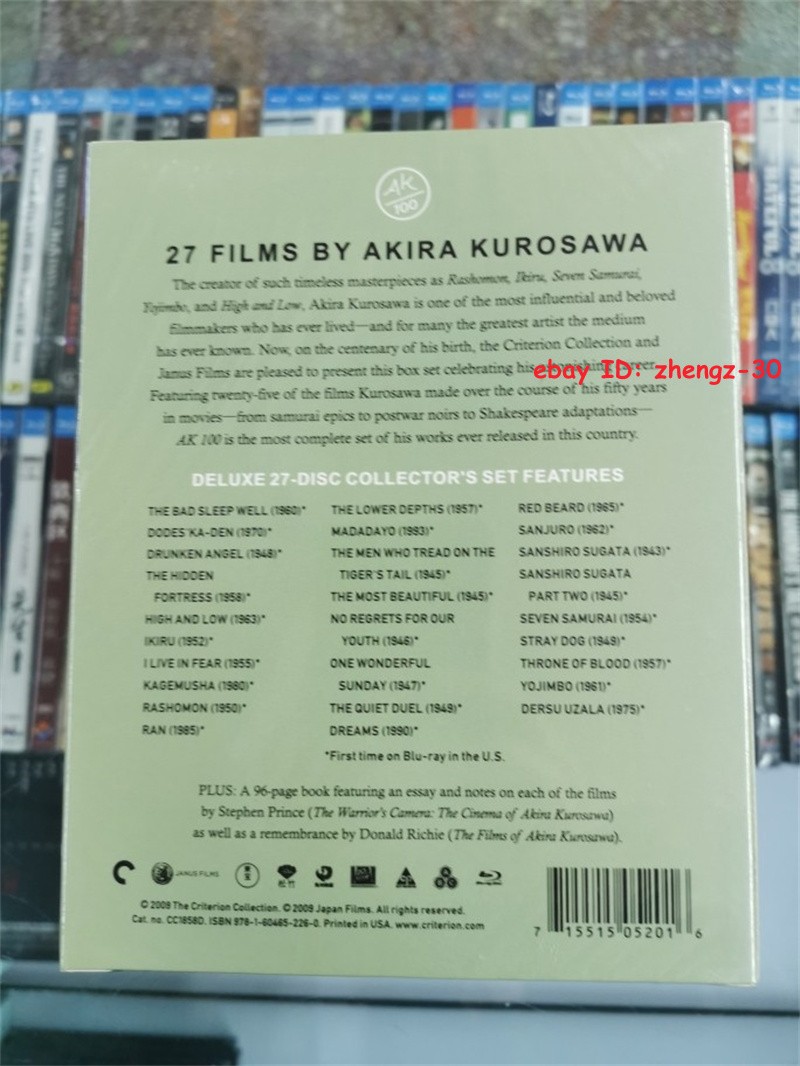 AK
100
27 FILMS BY AKIRA KUROSAWA
The creator of such timeless masterpieces as Rashomon, Ikiru, Seven Samurai,
Yojimbo, and High and Low, Akira Kurosawa is one of the most influential and beloved
filmmakers who has ever lived—and for many the greatest artist the medium
has ever known. Now, on the centenary of his birth, the Criterion Collection and
Janus Films are pleased to present this box set celebrating his
ebay ID: zhengz-30
Featuring twenty-five of the films Kurosawa made over the course of his fifty years
in movies—from samurai epics to postwar noirs to Shakespeare adaptations—
AK 100 is the most complete set of his works ever released in this country.
DELUXE 27-DISC COLLECTOR'S SET FEATURES
THE BAD SLEEP WELL (1960)*
DODES 'KA-DEN (1970)*
DRUNKEN ANGEL (1948)*
THE HIDDEN
FORTRESS (1958)*
HIGH AND LOW (1963)*
IKIRU (1952)*
I LIVE IN FEAR (1955)*
KAGEMUSHA (1980)*
RASHOMON (1950)*
RAN (1985)*
THE LOWER DEPTHS (1957)*
MADADAYO (1993)*
THE MEN WHO TREAD ON THE
TIGER'S TAIL (1945)*
THE MOST BEAUTIFUL (1945)*
NO REGRETS FOR OUR
YOUTH (1946)*
ONE WONDERFUL
SUNDAY (1947)*
THE QUIET DUEL (1949)*
DREAMS (1990)*
RED BEARD (1965)*
SANJURO (1962)*
SANSHIRO SUGATA (1943)*
SANSHIRO SUGATA
PART TWO (1945)*
SEVEN SAMURAI (1954)*
STRAY DOG (1949)*
THRONE OF BLOOD (1957)*
YOJIMBO (1961)*
DERSU UZALA (1975)*
*First time on Blu-ray in the U.S.
PLUS: A 96-page book featuring an essay and notes on each of the films
by Stephen Prince (The Warrior's Camera: The Cinema of Akira Kurosawa)
as well as a remembrance by Donald Richie (The Films of Akira Kurosawa).
JANUS FILMS
松竹
© 2009 The Criterion Collection. © 2009 Japan Films. All rights reserved.
Cat. no. CC1858D. ISBN 978-1-60465-226-0. Printed in USA. www.criterion.com
7 15515 05201 6